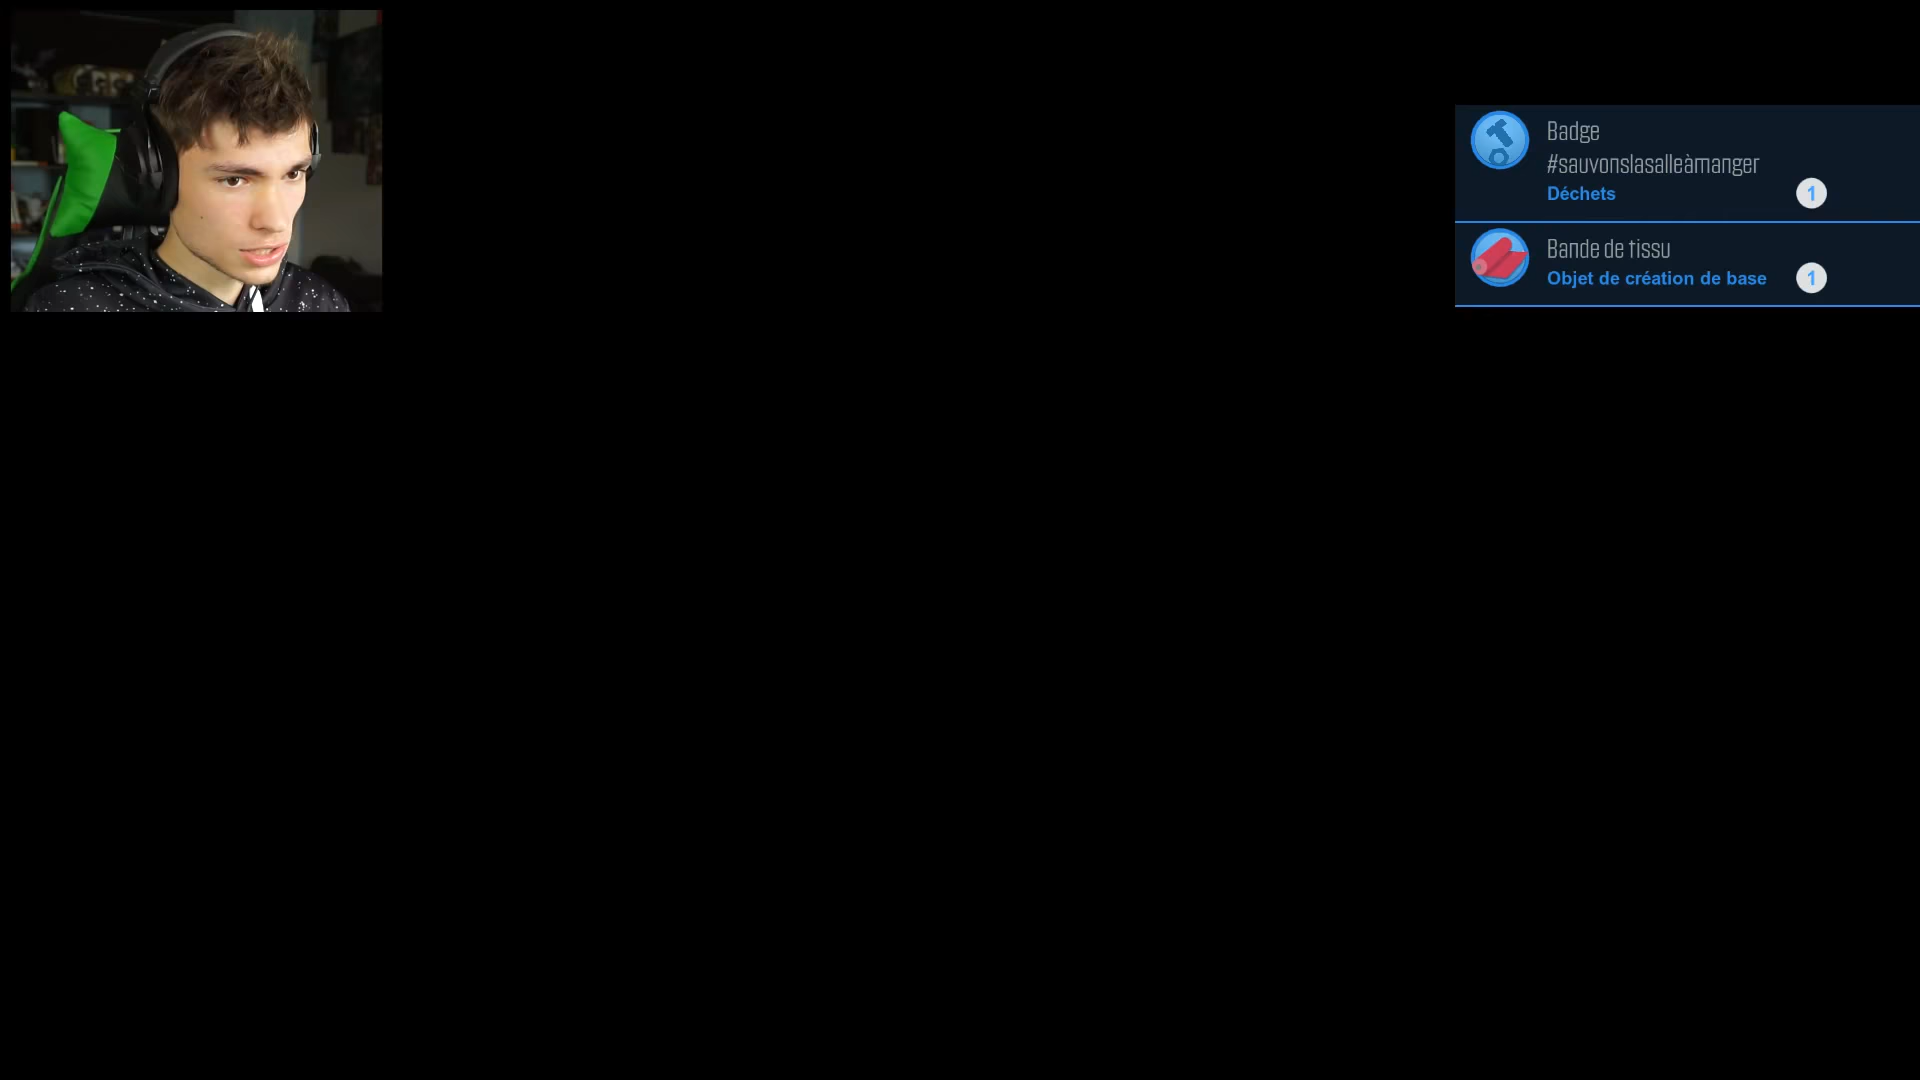 Badge
#sauvonslasalleàmanger
Déchets 1
Bande de tissu
Objet de création de base 1